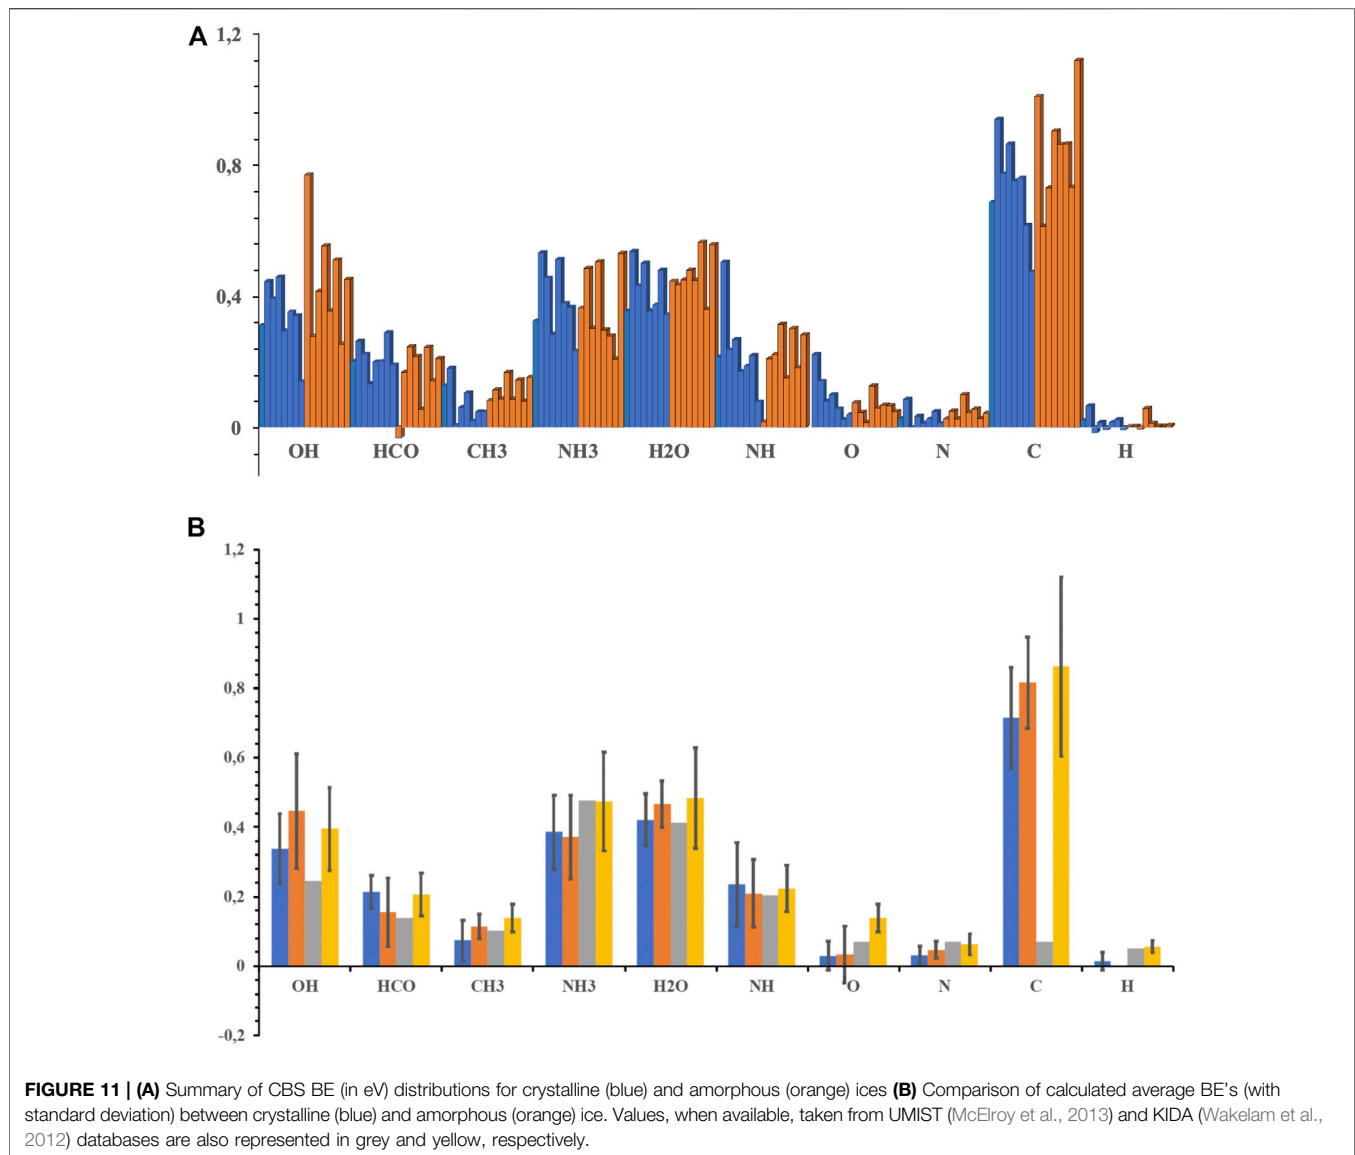 A
1,2
0,8
0,4
0
OH HCO CH3 NH3 H2O NH O N C H
B
1,2
1
0,8
0,6
0,4
0,2
0
OH HCO CH3 NH3 H2O NH O N C H
-0,2
FIGURE 11 | (A) Summary of CBS BE (in eV) distributions for crystalline (blue) and amorphous (orange) ices (B) Comparison of calculated average BE's (with
standard deviation) between crystalline (blue) and amorphous (orange) ice. Values, when available, taken from UMIST (McElroy et al., 2013) and KIDA (Wakelam et al.,
2012) databases are also represented in grey and yellow, respectively.